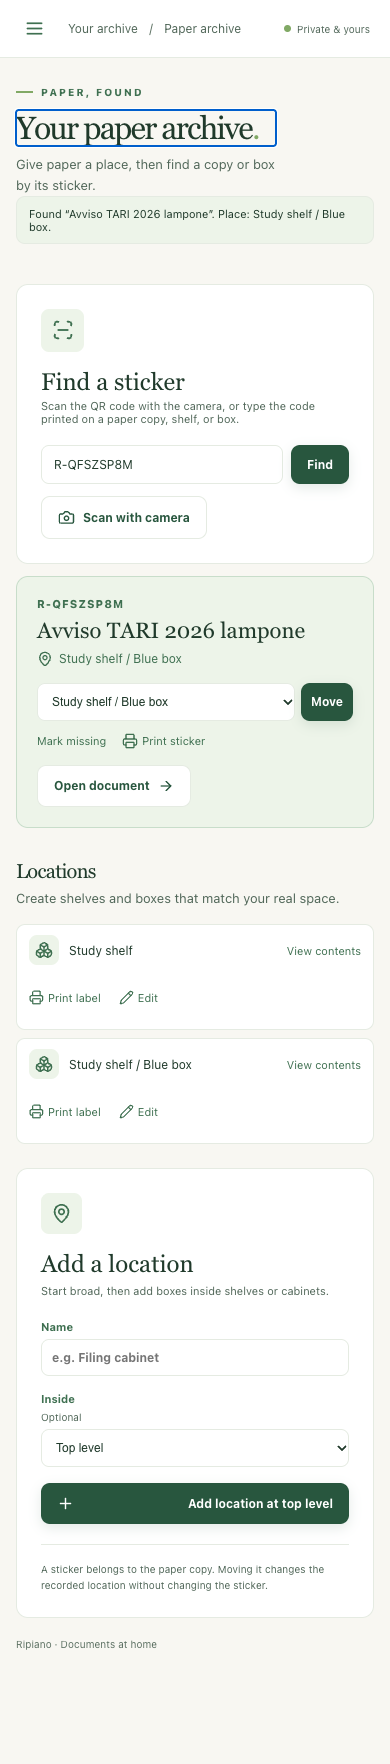 Your archive / Paper archive
Private & yours
PAPER, FOUND
Your paper archive.
Give paper a place, then find a copy or box
by its sticker.
Found “Avviso TARI 2026 lampone”. Place: Study shelf / Blue
box.
Find a sticker
Scan the QR code with the camera, or type the code
printed on a paper copy, shelf, or box.
R-QFSZSP8M
Find
Scan with camera
R-QFSZSP8M
Avviso TARI 2026 lampone
Study shelf / Blue box
Study shelf / Blue box
Move
Mark missing
Print sticker
Open document
Locations
Create shelves and boxes that match your real space.
Study shelf
View contents
Print label
Edit
Study shelf / Blue box
View contents
Print label
Edit
Add a location
Start broad, then add boxes inside shelves or cabinets.
Name
e.g. Filing cabinet
Inside
Optional
Top level
Add location at top level
A sticker belongs to the paper copy. Moving it changes the
recorded location without changing the sticker.
Ripiano · Documents at home